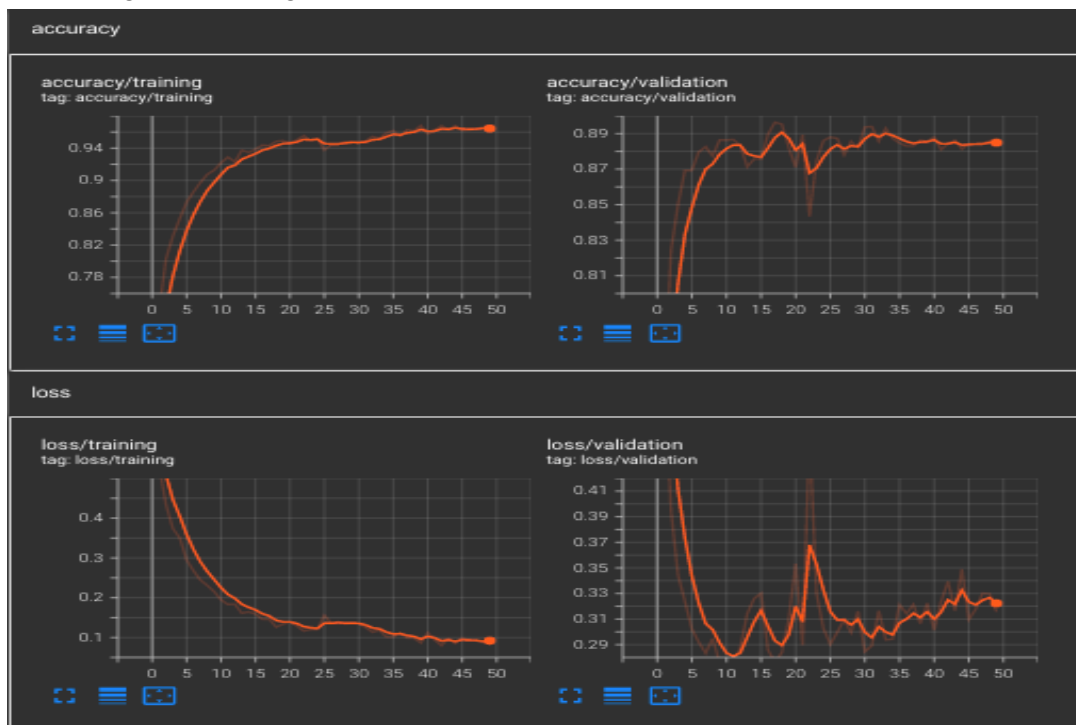 accuracy
accuracy/training
tag: accuracy/training
0.94
0.9
0.86
0.82
0.78
0 5 10 15 20 25 30 35 40 45 50
accuracy/validation
tag: accuracy/validation
0.89
0.87
0.85
0.83
0.81
0 5 10 15 20 25 30 35 40 45 50
loss
loss/training
tag: loss/training
0.4
0.3
0.2
0.1
0 5 10 15 20 25 30 35 40 45 50
loss/validation
tag: loss/validation
0.41
0.39
0.37
0.35
0.33
0.31
0.29
0 5 10 15 20 25 30 35 40 45 50